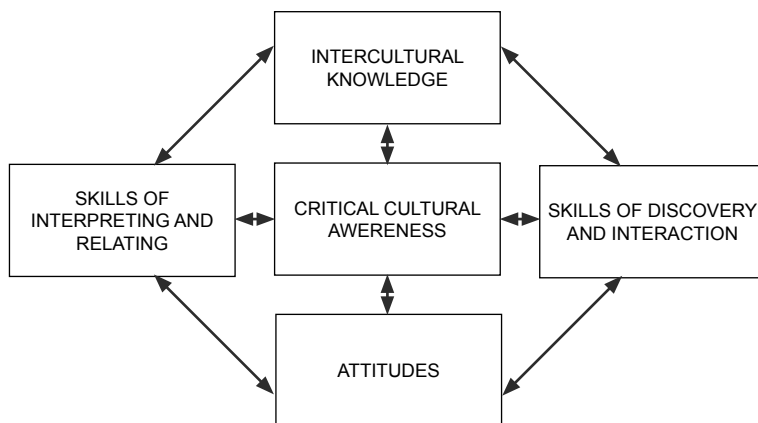 INTERCULTURAL
KNOWLEDGE
SKILLS OF
INTERPRETING AND
RELATING
CRITICAL CULTURAL
AWERENESS
SKILLS OF DISCOVERY
AND INTERACTION
ATTITUDES